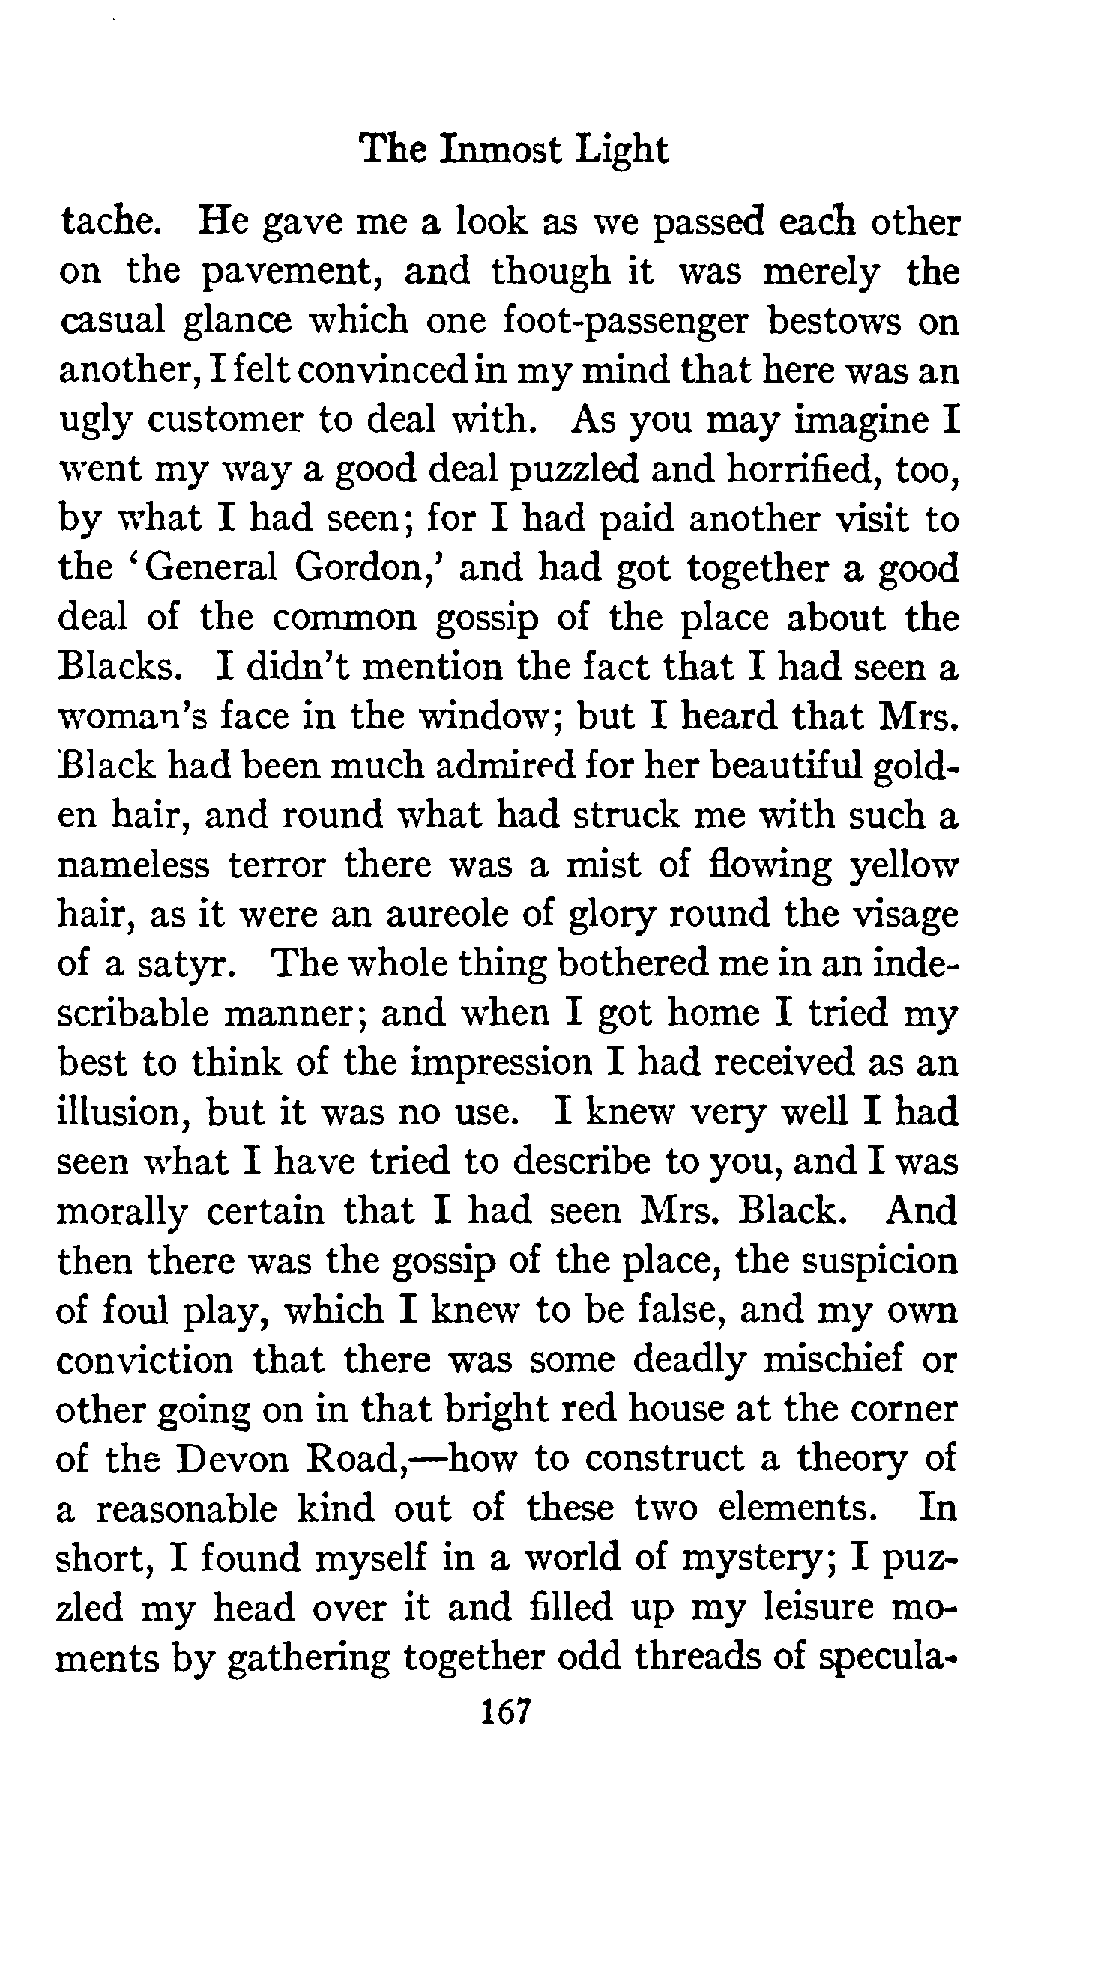 The Inmost Light
tache. He gave me a look as we passed each other
on the pavement, and though it was merely the
casual glance which one foot-passenger bestows on
another, I felt convinced in my mind that here was an
ugly customer to deal with. As you may imagine I
went my way a good deal puzzled and horrified, too,
by what I had seen; for I had paid another visit to
the ‘General Gordon,’ and had got together a good
deal of the common gossip of the place about the
Blacks. I didn't mention the fact that I had seen a
woman's face in the window; but I heard that Mrs.
Black had been much admired for her beautiful gold-
en hair, and round what had struck me with such a
nameless terror there was a mist of flowing yellow
hair, as it were an aureole of glory round the visage
of a satyr. The whole thing bothered me in an inde-
scribable manner; and when I got home I tried my
best to think of the impression I had received as an
illusion, but it was no use. I knew very well I had
seen what I have tried to describe to you, and I was
morally certain that I had seen Mrs. Black. And
then there was the gossip of the place, the suspicion
of foul play, which I knew to be false, and my own
conviction that there was some deadly mischief or
other going on in that bright red house at the corner
of the Devon Road,—how to construct a theory of
a reasonable kind out of these two elements. In
short, I found myself in a world of mystery; I puz-
zled my head over it and filled up my leisure mo-
ments by gathering together odd threads of specula-
167